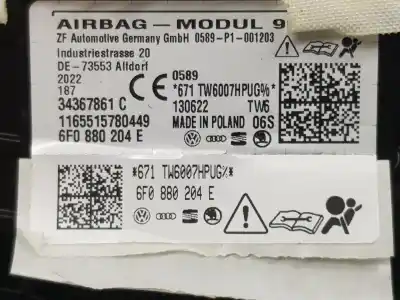 AIRBAG - MODUL 9
ZF Automotive Germany GmbH 0589-P1-001203
Industriestrasse 20
DE-73553 Alfdorf
2022
187
CE 0589
*671 TW6007HPUG%*
34367861 C
130622 TW6
1165515780449
MADE IN POLAND 06S
6F0 880 204 E
*671 TW6007HPUG%*
6F0 880 204 E